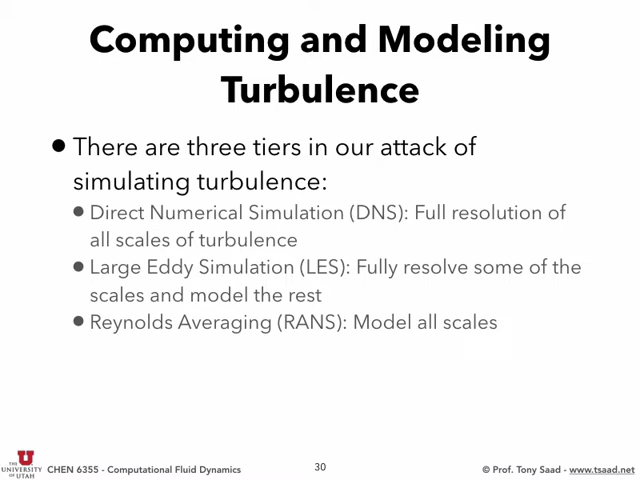 Computing and Modeling
Turbulence
● There are three tiers in our attack of
simulating turbulence:
● Direct Numerical Simulation (DNS): Full resolution of
all scales of turbulence
● Large Eddy Simulation (LES): Fully resolve some of the
scales and model the rest
● Reynolds Averaging (RANS): Model all scales
THE
UNIVERSITY
OF UTAH
CHEN 6355 - Computational Fluid Dynamics
30
© Prof. Tony Saad - www.tsaad.net